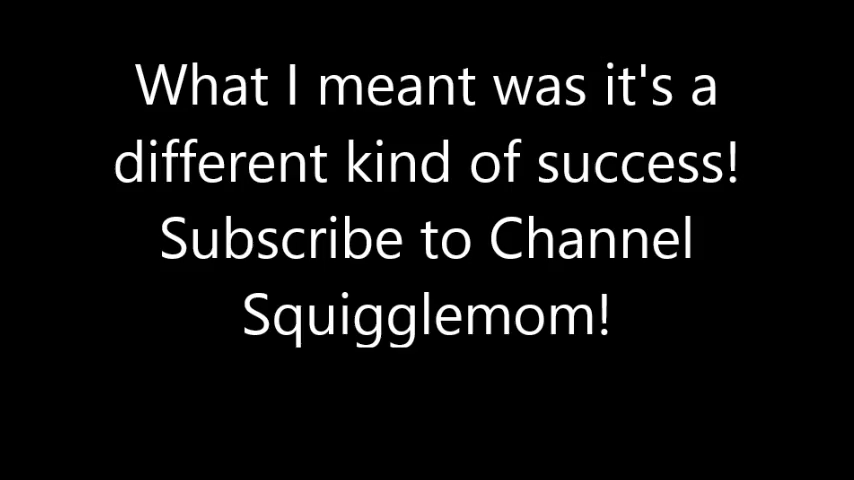 What I meant was it's a
different kind of success!
Subscribe to Channel
Squigglemom!